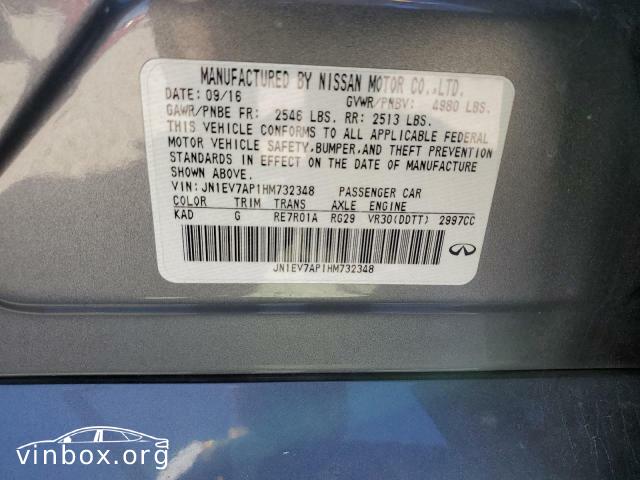 MANUFACTURED BY NISSAN MOTOR CO.,LTD.
DATE: 09/16 GVWR/PNBV: 4980 LBS.
GAWR/PNBE FR: 2546 LBS. RR: 2513 LBS.
THIS VEHICLE CONFORMS TO ALL APPLICABLE FEDERAL
MOTOR VEHICLE SAFETY,BUMPER,AND THEFT PREVENTION
STANDARDS IN EFFECT ON THE DATE OF MANUFACTURE
SHOWN ABOVE.
VIN: JN1EV7AP1HM732348 PASSENGER CAR
COLOR TRIM TRANS AXLE ENGINE
KAD G RE7R01A RG29 VR30(DDTT) 2997CC
JN1EV7AP1HM732348
vinbox.org